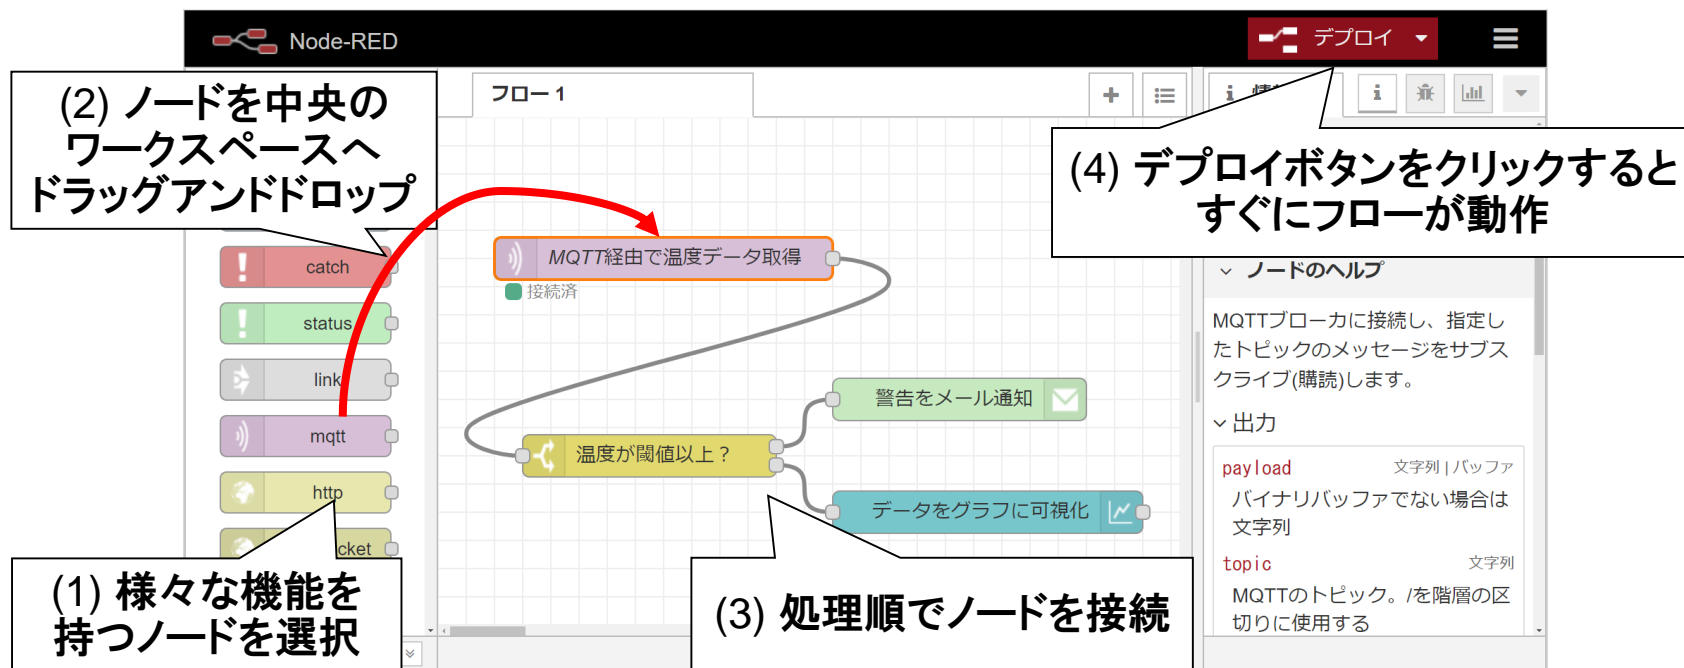 Node-RED
デプロイ
(2) ノードを中央の
ワークスペースへ
ドラッグアンドドロップ
フロー 1
(4) デプロイボタンをクリックすると
すぐにフローが動作
catch
status
link
mqtt
http
cket
MQTT経由で温度データ取得
接続済
温度が閾値以上？
警告をメール通知
データをグラフに可視化
ノードのヘルプ
MQTTブローカに接続し、指定し
たトピックのメッセージをサブス
クライブ(購読)します。
出力
payload 文字列 | バッファ
バイナリバッファでない場合は
文字列
topic 文字列
MQTTのトピック。/を階層の区
切りに使用する
(1) 様々な機能を
持つノードを選択
(3) 処理順でノードを接続